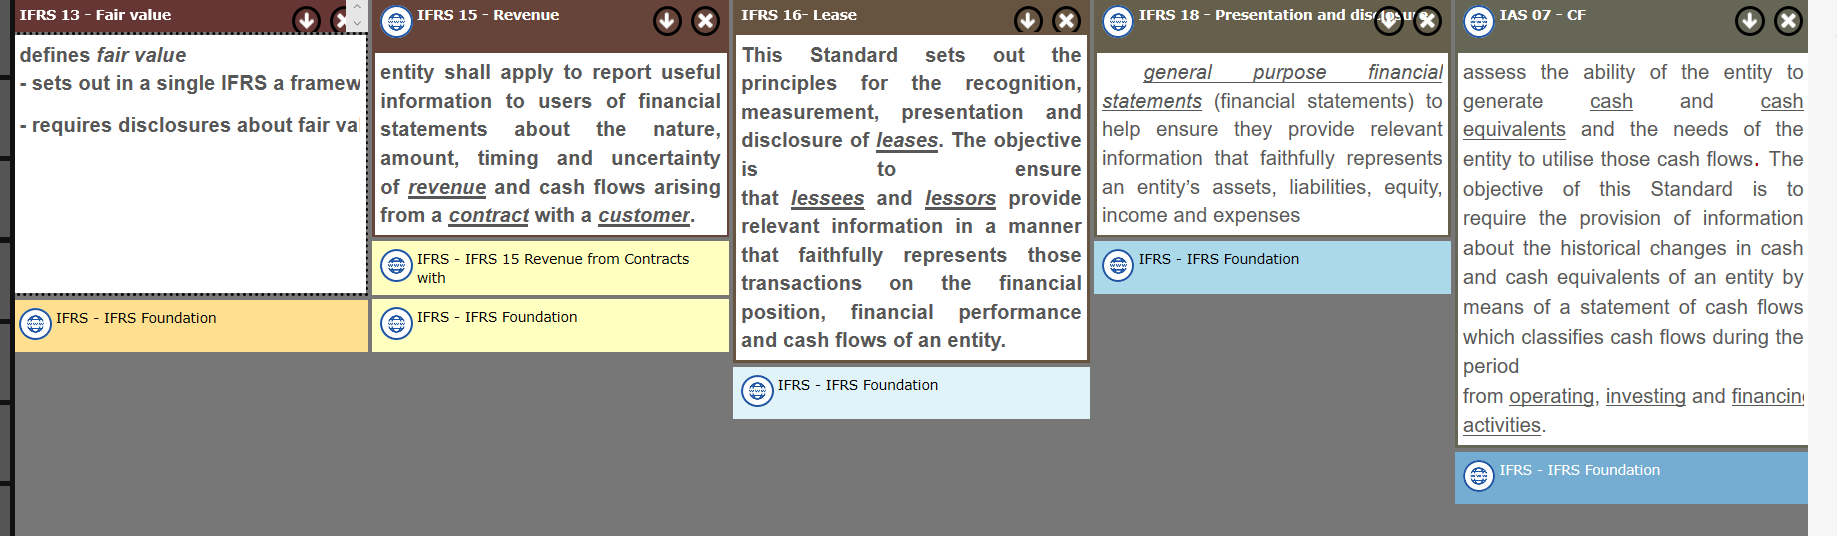 IFRS 13 - Fair value
defines fair value
- sets out in a single IFRS a framew
- requires disclosures about fair va
IFRS - IFRS Foundation
IFRS 15 - Revenue
entity shall apply to report useful
information to users of financial
statements about the nature,
amount, timing and uncertainty
of revenue and cash flows arising
from a contract with a customer.
IFRS - IFRS 15 Revenue from Contracts
with
IFRS - IFRS Foundation
IFRS 16- Lease
This Standard sets out the
principles for the recognition,
measurement, presentation and
disclosure of leases. The objective
is to ensure
that lessees and lessors provide
relevant information in a manner
that faithfully represents those
transactions on the financial
position, financial performance
and cash flows of an entity.
IFRS - IFRS Foundation
IFRS 18 - Presentation and disclosure
general purpose financial
statements (financial statements) to
help ensure they provide relevant
information that faithfully represents
an entity’s assets, liabilities, equity,
income and expenses
IFRS - IFRS Foundation
IAS 07 - CF
assess the ability of the entity to
generate cash and cash
equivalents and the needs of the
entity to utilise those cash flows. The
objective of this Standard is to
require the provision of information
about the historical changes in cash
and cash equivalents of an entity by
means of a statement of cash flows
which classifies cash flows during the
period
from operating, investing and financin
activities.
IFRS - IFRS Foundation